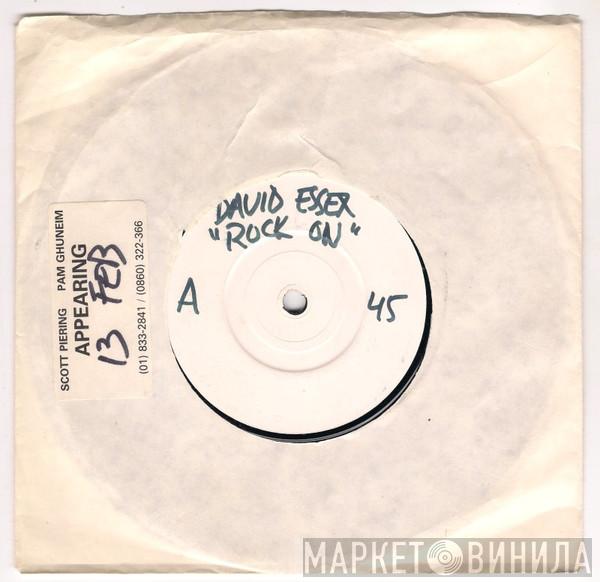 DAVID ESSEX
"ROCK ON"
A
45
SCOTT PIERING PAM GHUNEIM
APPEARING
13 FEB
(01) 833-2841 / (0860) 322-366
МАРКЕТ ВИНИЛА